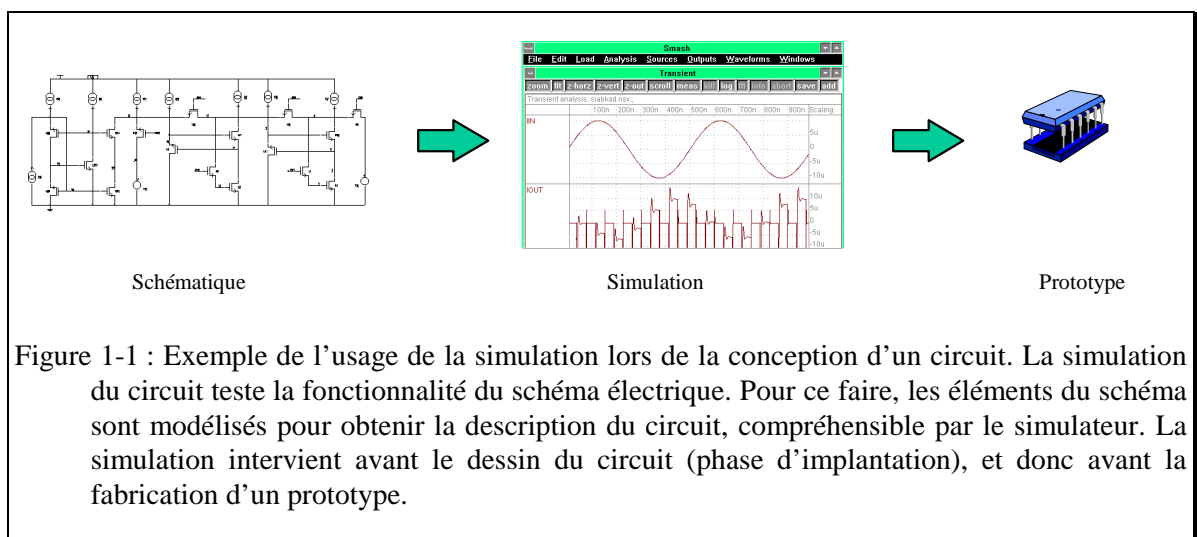 Smash
File Edit Load Analysis Sources Outputs Waveforms Windows
Transient
zoom fit z-horz z-vert z-out scroll meas log fft info abort save add
Transient analysis: siabkad.nsx ;
100n 200n 300n 400n 500n 600n 700n 800n 900n Scaling:
IIN
5u
0
-5u
-10u
IOUT
10u
5u
0
-5u
-10u
Schématique
Simulation
Prototype
Figure 1-1 : Exemple de l’usage de la simulation lors de la conception d’un circuit. La simulation
du circuit teste la fonctionnalité du schéma électrique. Pour ce faire, les éléments du schéma
sont modélisés pour obtenir la description du circuit, compréhensible par le simulateur. La
simulation intervient avant le dessin du circuit (phase d’implantation), et donc avant la
fabrication d’un prototype.